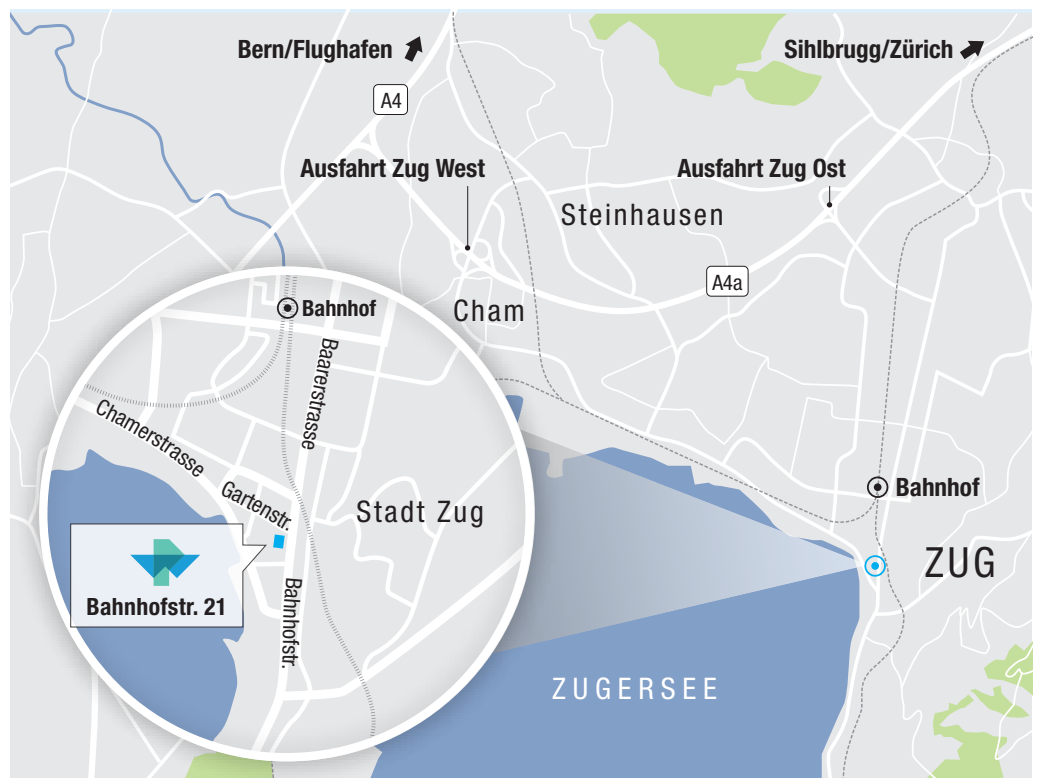 Bern/Flughafen
Sihlbrugg/Zürich
A4
Ausfahrt Zug West
Ausfahrt Zug Ost
Steinhausen
A4a
Cham
Bahnhof
Baarerstrasse
Chamerstrasse
Gartenstr.
Stadt Zug
Bahnhof
ZUG
Bahnhofstr. 21
Bahnhofstr.
ZUGERSEE